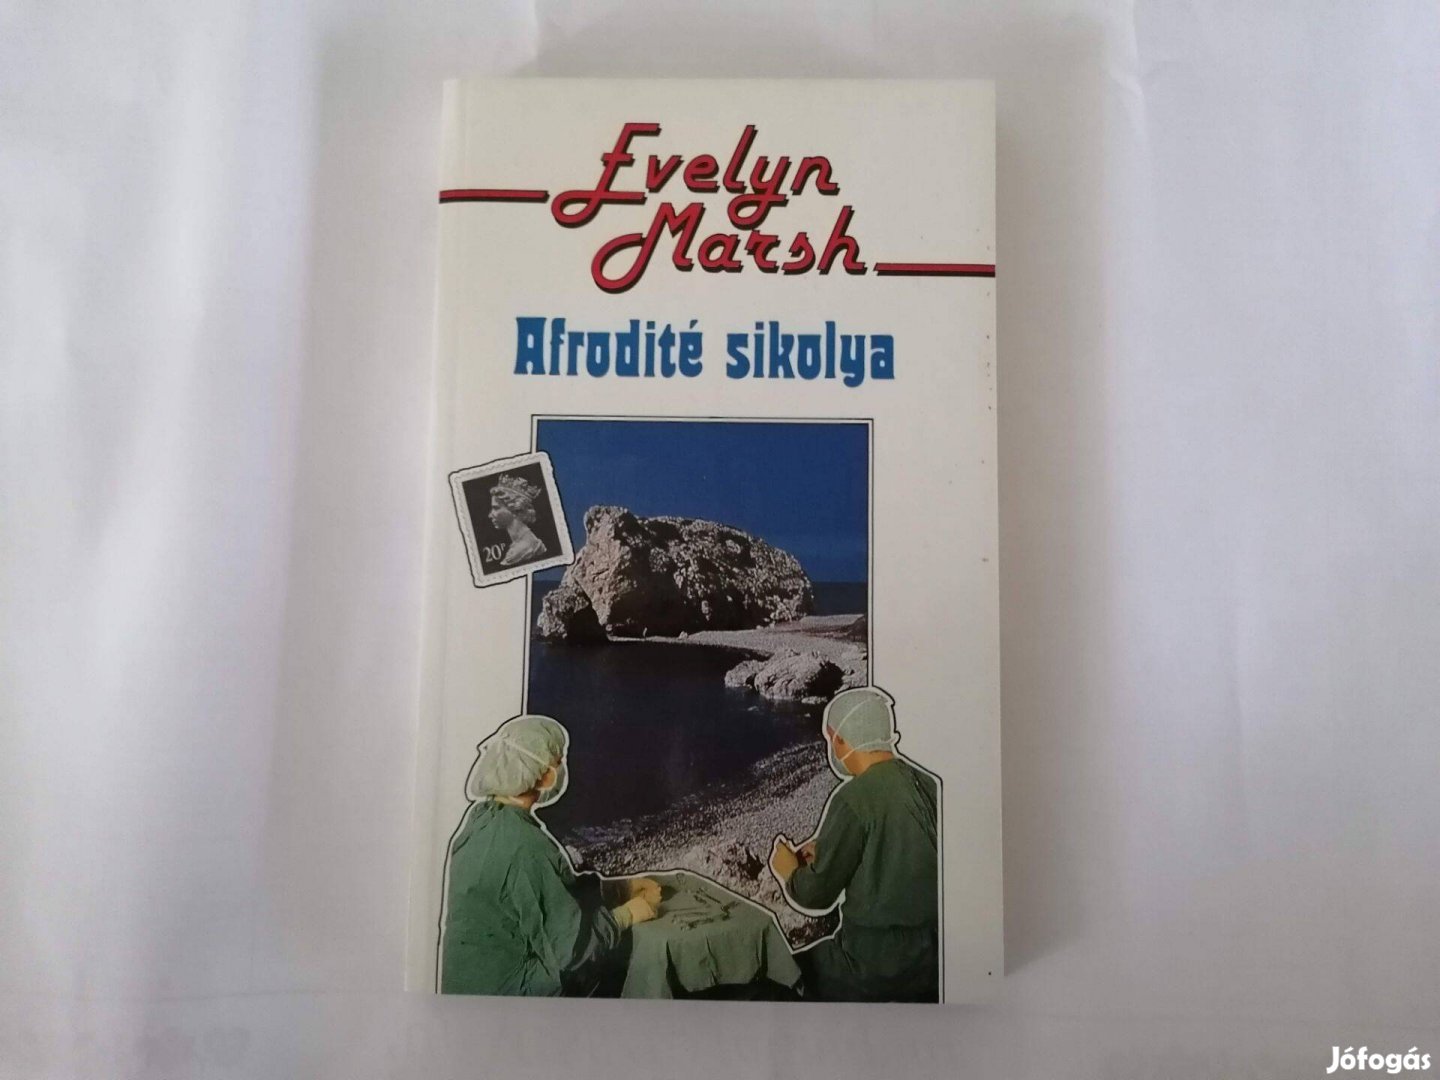 Evelyn
Marsh
Afrodité sikolya
20P
Jófogás